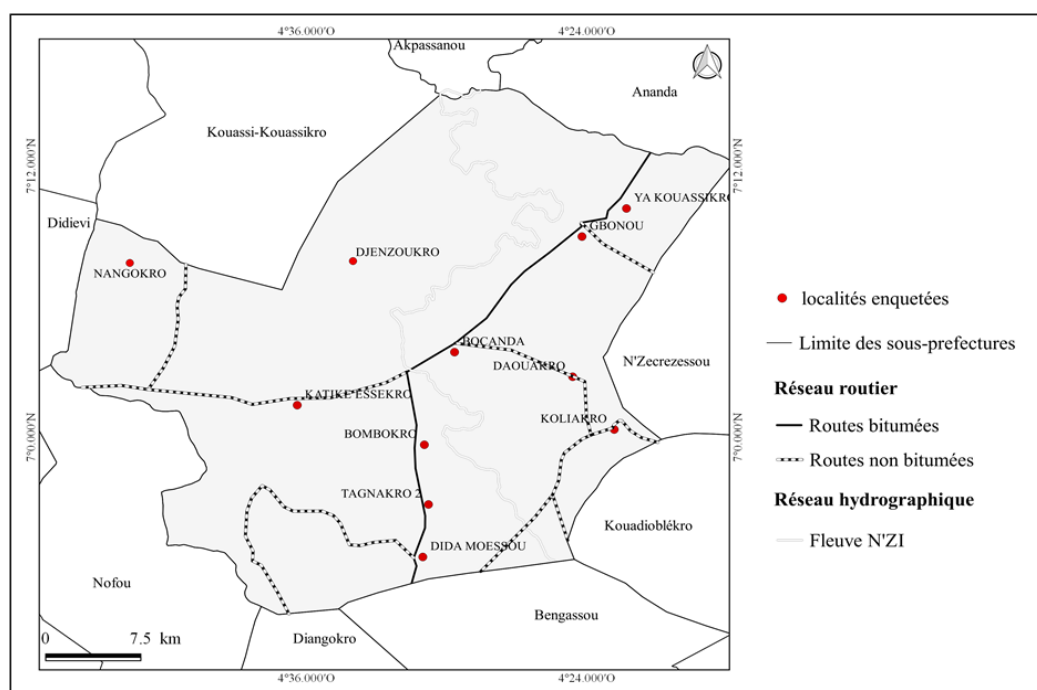 4°36.000'O
4°24.000'O
Akpassanou
Ananda
Kouassi-Kouassikro
7°12.000'N
7°12.000'N
YA KOUASSIKRO
Didievi
GBONOU
DJENZOUKRO
NANGOKRO
localités enquetées
BOCANDA
Limite des sous-prefectures
N'Zecrezessou
DAOUAKRO
Réseau routier
KATIKE ESSEKRO
KOLIAKRO
Routes bitumées
BOMBOKRO
7°0.000'N
7°0.000'N
Routes non bitumées
TAGNAKRO 2
Réseau hydrographique
Kouadioblékro
Fleuve N'ZI
DIDA MOESSOU
Nofou
Bengassou
Diangokro
0 7.5 km
4°36.000'O
4°24.000'O